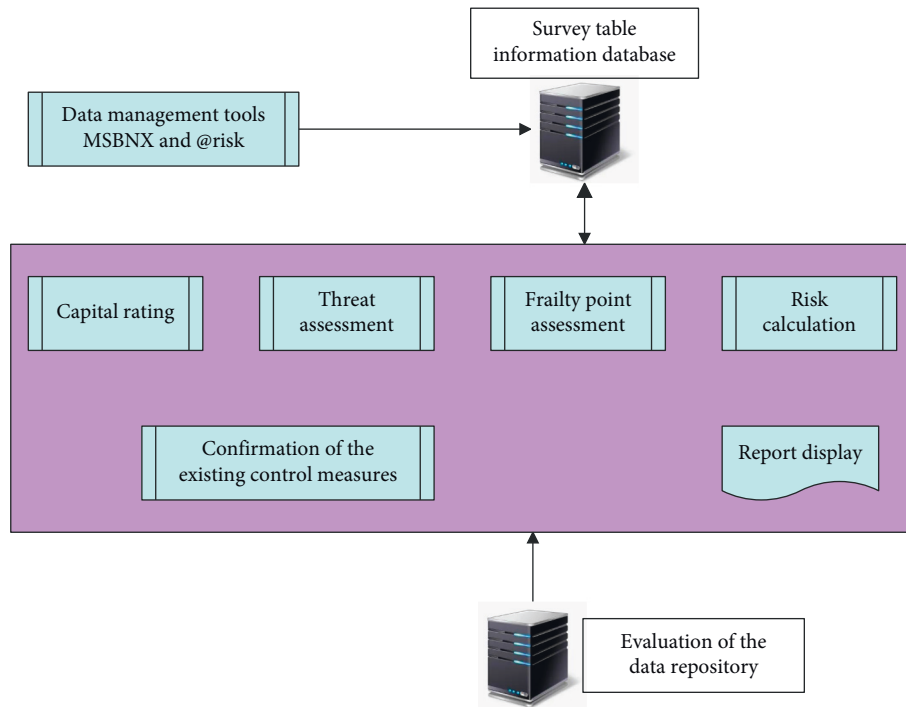 Survey table
information database
Data management tools
MSBNX and @risk
Capital rating
Threat
assessment
Frailty point
assessment
Risk
calculation
Confirmation of the
existing control measures
Report display
Evaluation of the
data repository